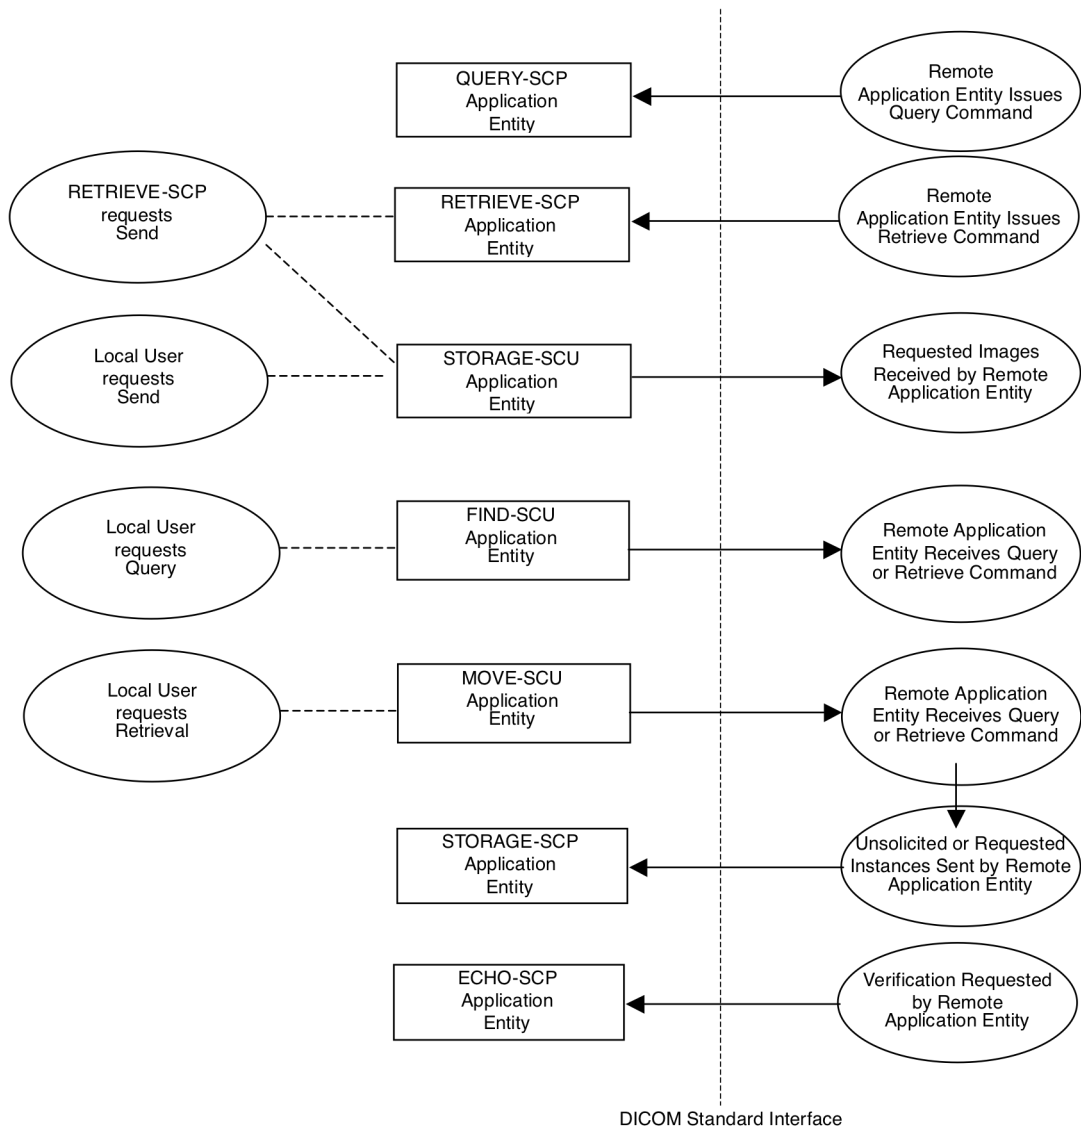 QUERY-SCP
Application
Entity
Remote
Application Entity Issues
Query Command
RETRIEVE-SCP
requests
Send
RETRIEVE-SCP
Application
Entity
Remote
Application Entity Issues
Retrieve Command
Local User
requests
Send
STORAGE-SCU
Application
Entity
Requested Images
Received by Remote
Application Entity
Local User
requests
Query
FIND-SCU
Application
Entity
Remote Application
Entity Receives Query
or Retrieve Command
Local User
requests
Retrieval
MOVE-SCU
Application
Entity
Remote Application
Entity Receives Query
or Retrieve Command
STORAGE-SCP
Application
Entity
Unsolicited or Requested
Instances Sent by Remote
Application Entity
ECHO-SCP
Application
Entity
Verification Requested
by Remote
Application Entity
DICOM Standard Interface